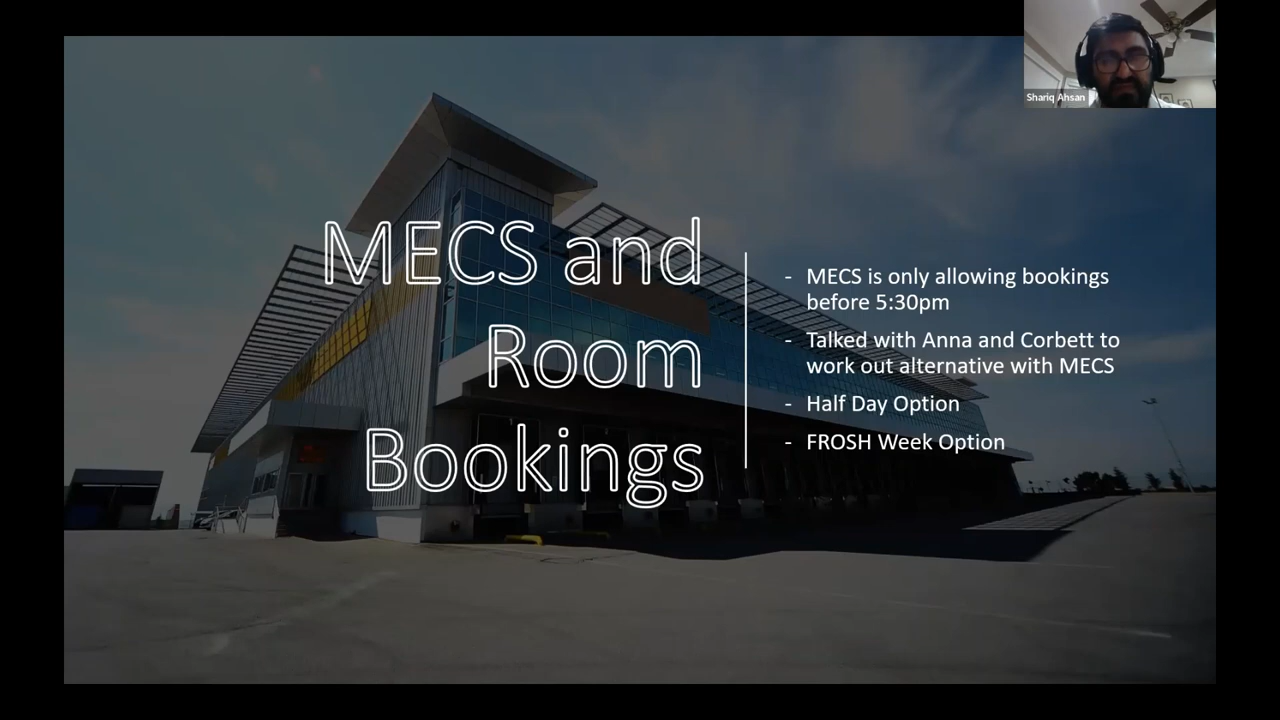 Shariq Ahsan
MECS and
Room
Bookings
- MECS is only allowing bookings
before 5:30pm
- Talked with Anna and Corbett to
work out alternative with MECS
- Half Day Option
- FROSH Week Option